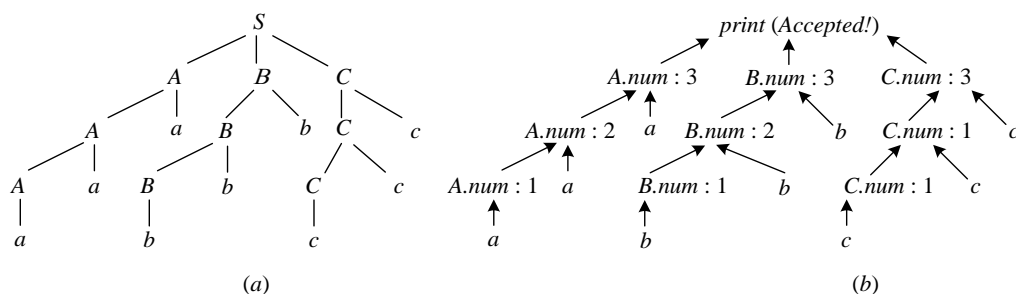 S print (Accepted!)
A B C A.num : 3 B.num : 3 C.num : 3
A a B b C c A.num : 2 a B.num : 2 b C.num : 1 c
A a B b C c A.num : 1 a B.num : 1 b C.num : 1 c
a b c a b c
(a) (b)